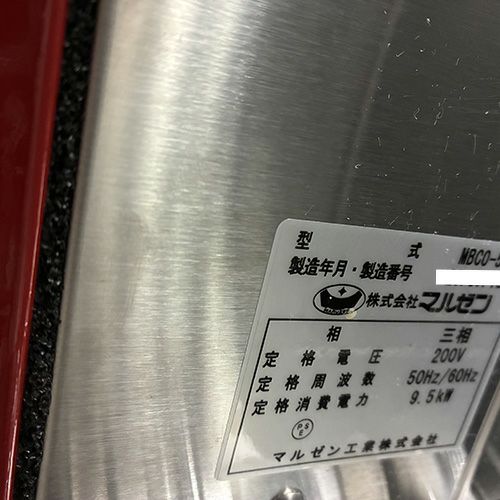 型 式 MBCO-5
製造年月・製造番号
株式会社マルゼン
相 三相
定格電圧 200V
定格周波数 50Hz/60Hz
定格消費電力 9.5kW
PSE
マルゼン工業株式会社